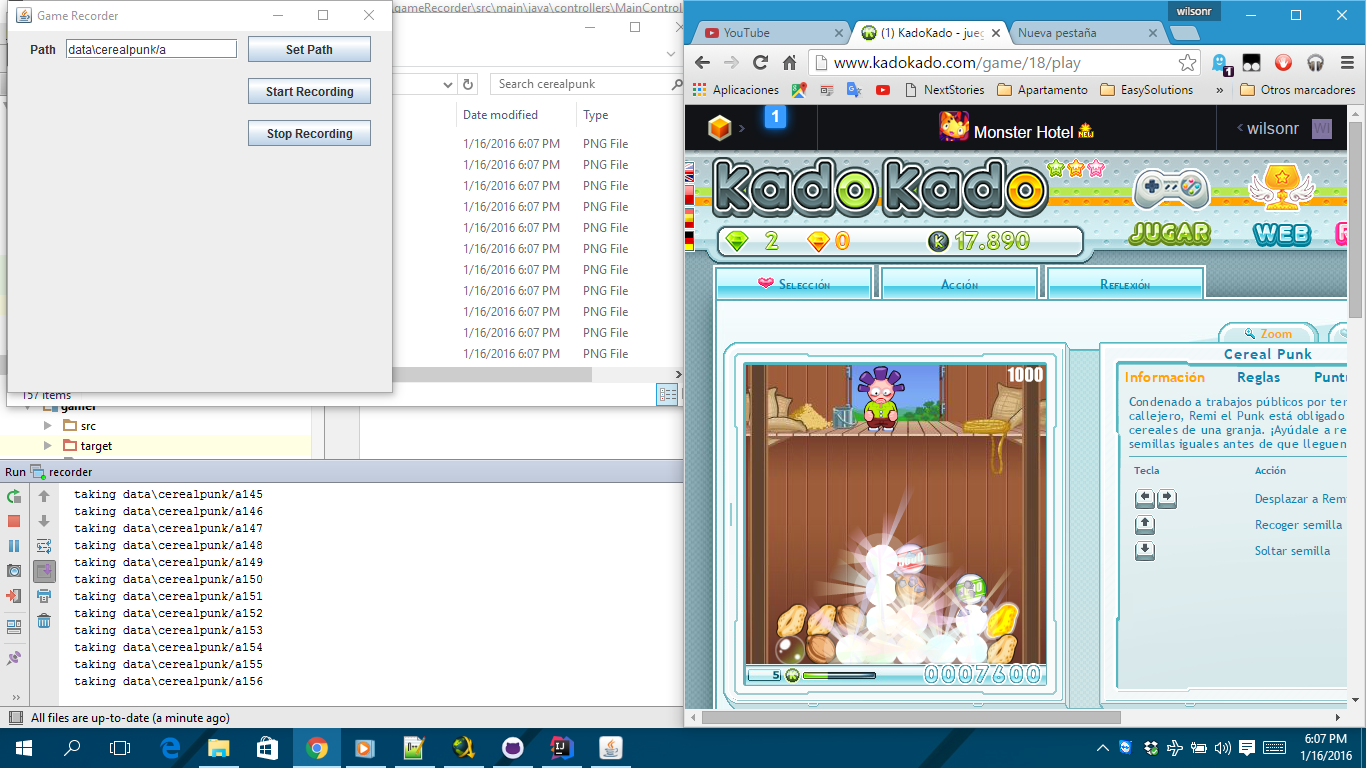 Game Recorder
Path data\cerealpunk/a Set Path
Start Recording
Stop Recording
gameRecorder\src\main\java\controllers\MainControl
Search cerealpunk
Date modified Type
1/16/2016 6:07 PM PNG File
1/16/2016 6:07 PM PNG File
1/16/2016 6:07 PM PNG File
1/16/2016 6:07 PM PNG File
1/16/2016 6:07 PM PNG File
1/16/2016 6:07 PM PNG File
1/16/2016 6:07 PM PNG File
1/16/2016 6:07 PM PNG File
1/16/2016 6:07 PM PNG File
1/16/2016 6:07 PM PNG File
1/16/2016 6:07 PM PNG File
157 items
gamer
src
target
Run recorder
taking data\cerealpunk/a145
taking data\cerealpunk/a146
taking data\cerealpunk/a147
taking data\cerealpunk/a148
taking data\cerealpunk/a149
taking data\cerealpunk/a150
taking data\cerealpunk/a151
taking data\cerealpunk/a152
taking data\cerealpunk/a153
taking data\cerealpunk/a154
taking data\cerealpunk/a155
taking data\cerealpunk/a156
All files are up-to-date (a minute ago)
wilsonr
YouTube (1) KadoKado - jueg Nueva pestaña
www.kadokado.com/game/18/play
1
Aplicaciones NextStories Apartamento EasySolutions » Otros marcadores
1 Monster Hotel NEW wilsonr WI
KadoKado
2 0 K 17.890
JUGAR WEB R
Selección Acción Reflexión
Zoom
Cereal Punk
Información Reglas Puntu
Condenado a trabajos públicos por ter
callejero, Remi el Punk está obligado
cereales de una granja. ¡Ayúdale a re
semillas iguales antes de que lleguen
Tecla Acción
Desplazar a Rem
Recoger semilla
Soltar semilla
1000
5 0007600
6:07 PM
1/16/2016